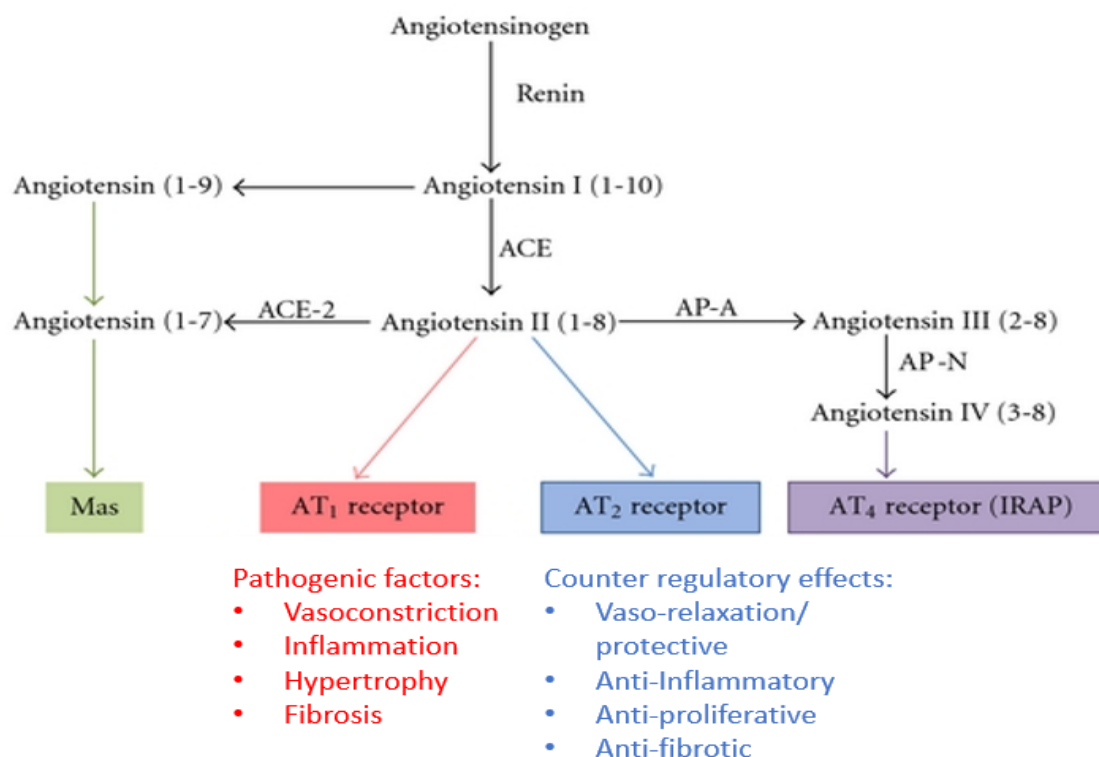 Angiotensinogen
Renin
Angiotensin (1-9)
Angiotensin I (1-10)
ACE
Angiotensin (1-7)
ACE-2
Angiotensin II (1-8)
AP-A
Angiotensin III (2-8)
AP-N
Angiotensin IV (3-8)
Mas
AT₁ receptor
AT₂ receptor
AT₄ receptor (IRAP)
Pathogenic factors:
• Vasoconstriction
• Inflammation
• Hypertrophy
• Fibrosis
Counter regulatory effects:
• Vaso-relaxation/
protective
• Anti-Inflammatory
• Anti-proliferative
• Anti-fibrotic